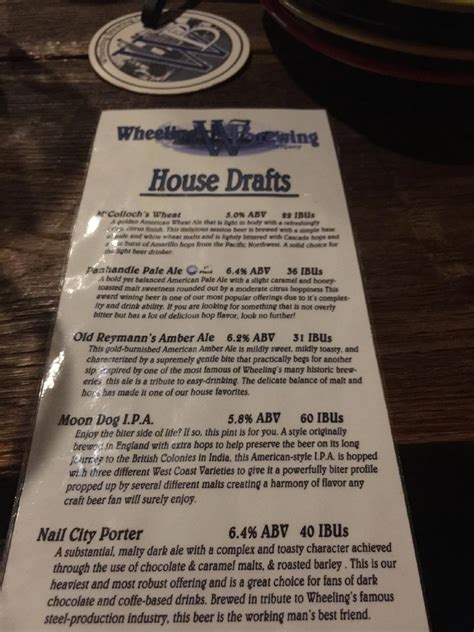 Wheeling Brewing
Company
House Drafts
McColloch's Wheat 5.0% ABV 22 IBUs
A golden American Wheat Ale that is light in body with a refreshingly
crisp, citrus finish. This delicious session beer is brewed with a simple base
of pale and white wheat malts and is lightly bittered with Cascade hops and
a burst of Amarillo hops from the Pacific Northwest. A solid choice for
the light beer drinker.
Panhandle Pale Ale 6.4% ABV 36 IBUs
A bold yet balanced American Pale Ale with a slight caramel and honey-
toasted malt sweetness rounded out by a moderate citrus hoppiness This
award wining beer is one of our most popular offerings due to it's complex-
ity and drink ability. If you are looking for something that is not overly
bitter but has a lot of delicious hop flavor, look no further!
Old Reymann's Amber Ale 6.2% ABV 31 IBUs
This gold-burnished American Amber Ale is mildly sweet, mildly toasty, and
characterized by a supremely gentle bite that practically begs for another
sip. Inspired by one of the most famous of Wheeling's many historic brew-
eries, this ale is a tribute to easy-drinking. The delicate balance of malt and
hops has made it one of our house favorites.
Moon Dog I.P.A. 5.8% ABV 60 IBUs
Enjoy the biter side of life? If so, this pint is for you. A style originally
brewed in England with extra hops to help preserve the beer on its long
journey to the British Colonies in India, this American-style I.P.A. is hopped
with three different West Coast Varieties to give it a powerfully biter profile
propped up by several different malts creating a harmony of flavor any
craft beer fan will surely enjoy.
Nail City Porter 6.4% ABV 40 IBUs
A substantial, malty dark ale with a complex and toasty character achieved
through the use of chocolate & caramel malts, & roasted barley . This is our
heaviest and most robust offering and is a great choice for fans of dark
chocolate and coffe-based drinks. Brewed in tribute to Wheeling's famous
steel-production industry, this beer is the working man's best friend.